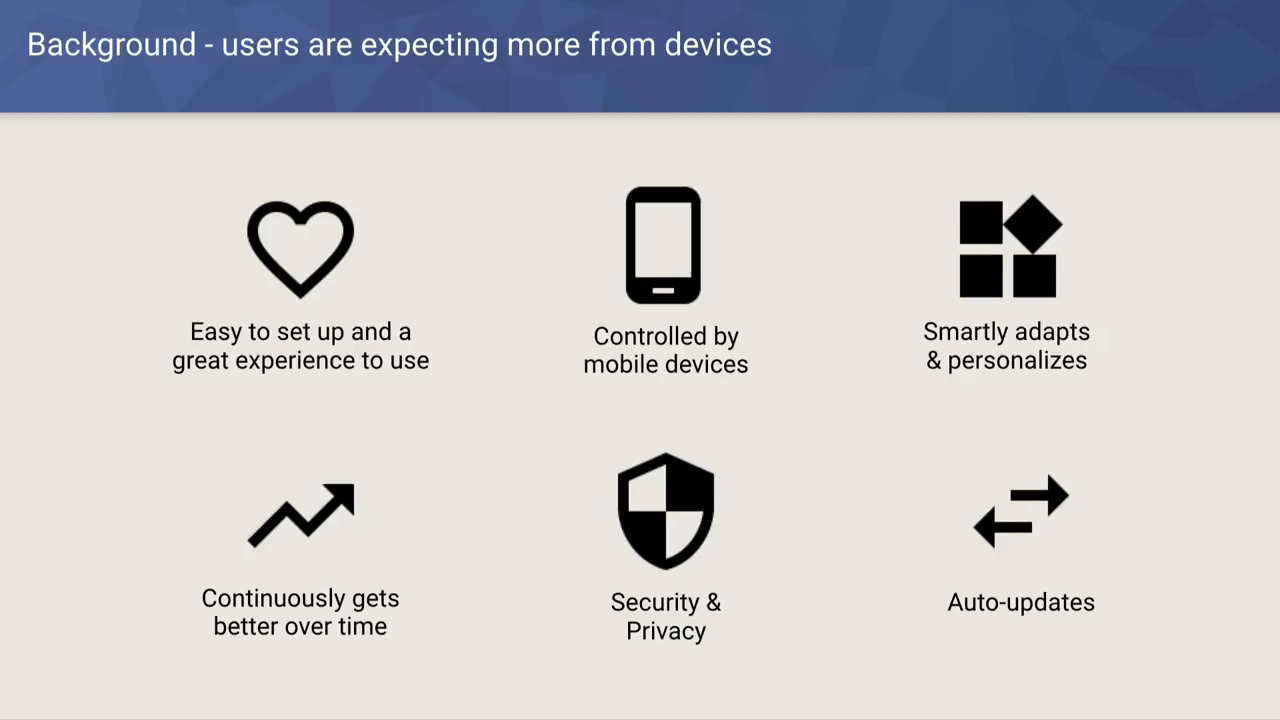 Background - users are expecting more from devices
Easy to set up and a
great experience to use
Controlled by
mobile devices
Smartly adapts
& personalizes
Continuously gets
better over time
Security &
Privacy
Auto-updates